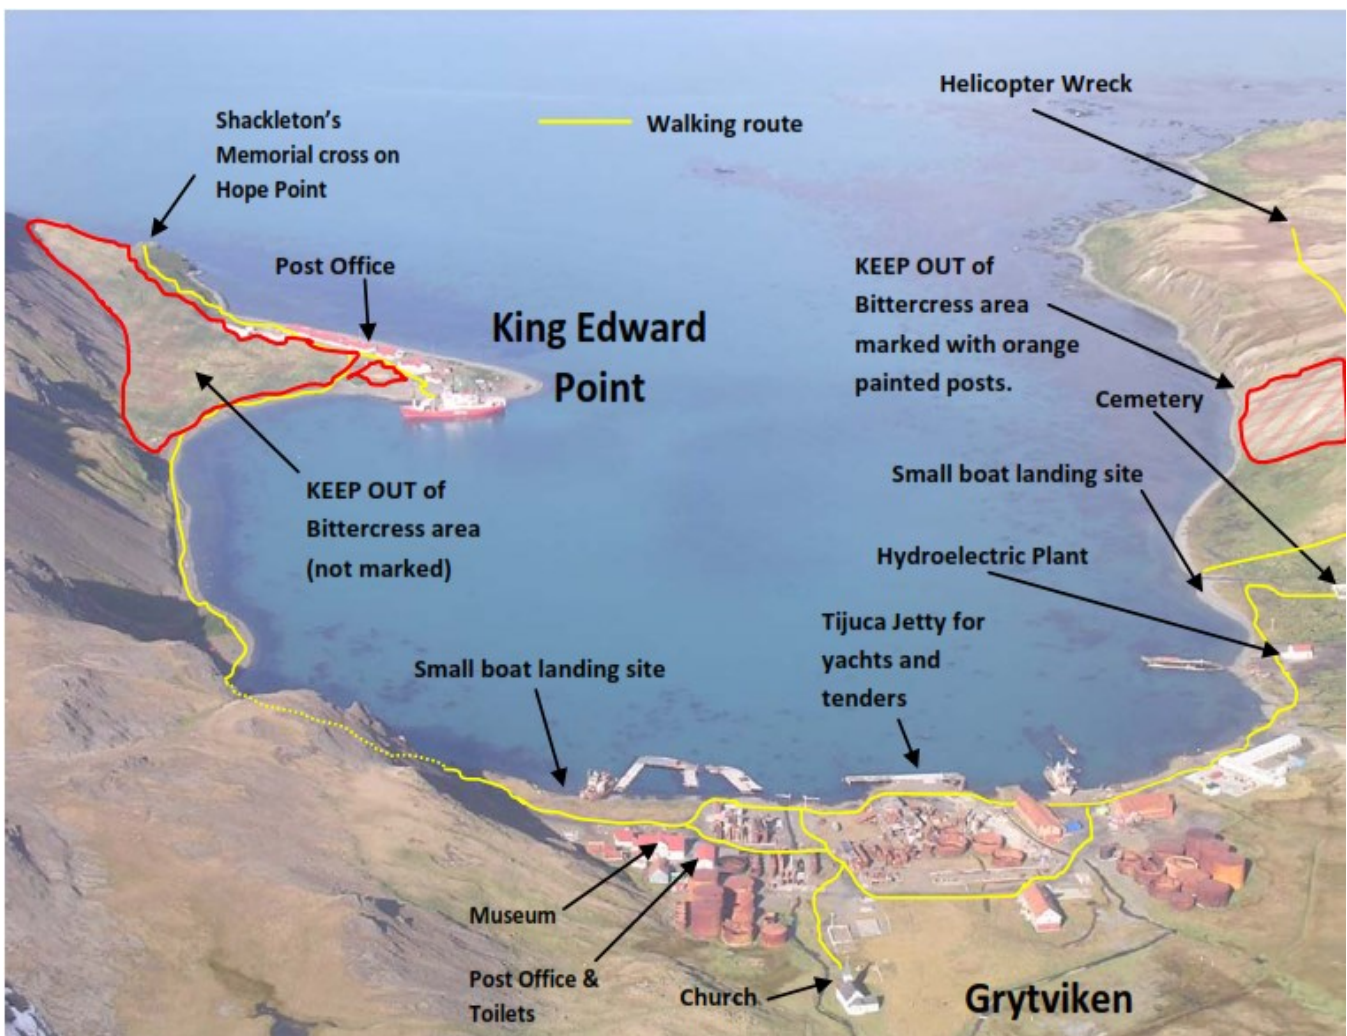 Helicopter Wreck
Shackleton's
Memorial cross on
Hope Point
Walking route
Post Office
KEEP OUT of
Bittercress area
marked with orange
painted posts.
King Edward
Point
Cemetery
Small boat landing site
KEEP OUT of
Bittercress area
(not marked)
Hydroelectric Plant
Tijuca Jetty for
yachts and
tenders
Small boat landing site
Museum
Post Office &
Toilets
Church
Grytviken